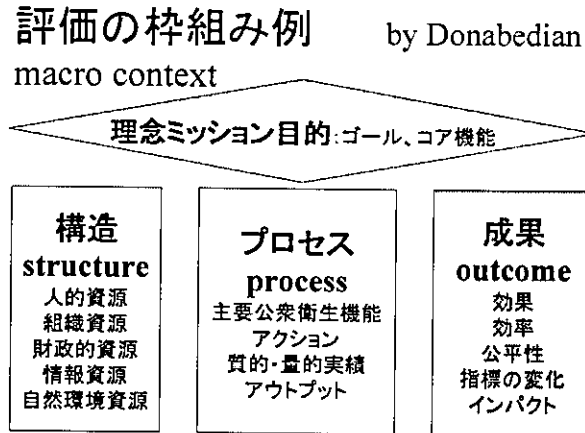 評価の枠組み例 by Donabedian
macro context
理念ミッション目的:ゴール、コア機能
構造
structure
人的資源
組織資源
財政的資源
情報資源
自然環境資源
プロセス
process
主要公衆衛生機能
アクション
質的・量的実績
アウトプット
成果
outcome
効果
効率
公平性
指標の変化
インパクト